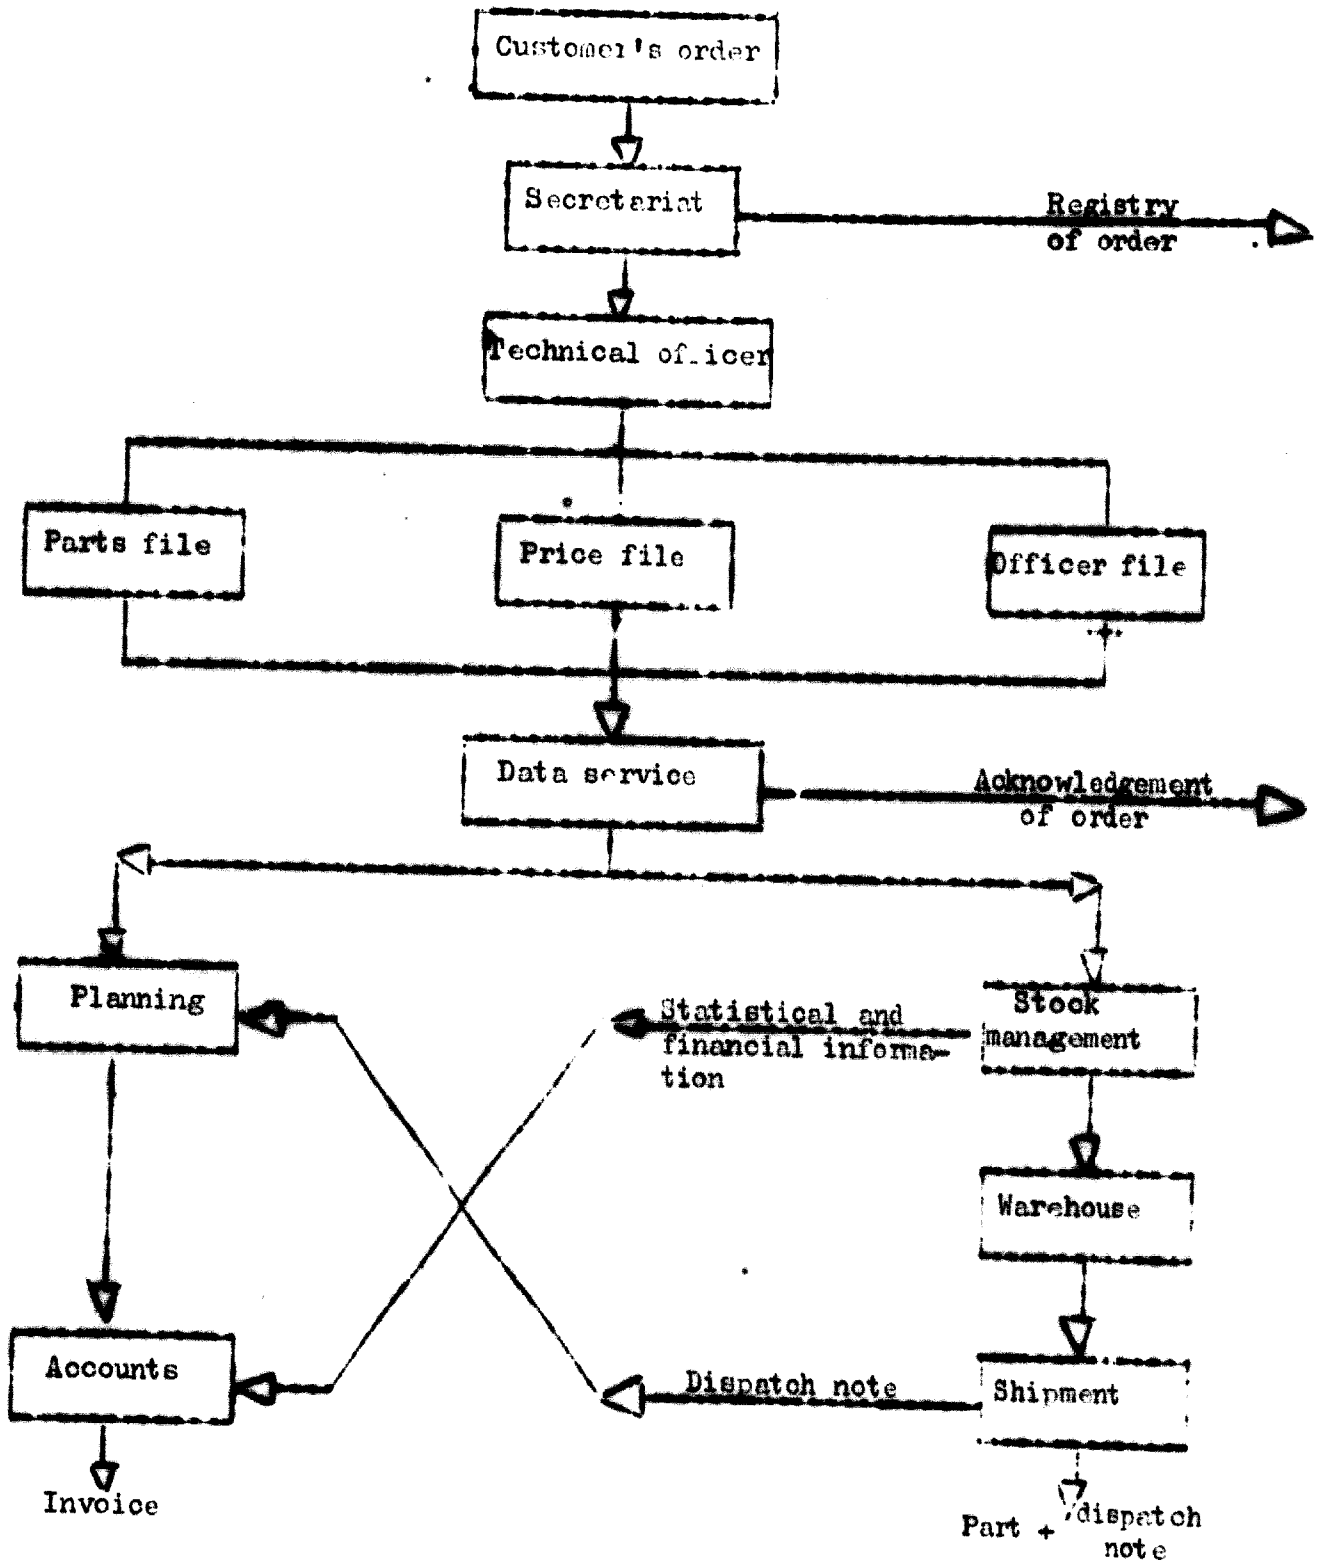 Customer's order
Secretariat
Registry
of order
Technical officer
Parts file
Price file
Officer file
Data service
Acknowledgement
of order
Planning
Stock
management
Statistical and
financial informa-
tion
Warehouse
Accounts
Dispatch note
Shipment
Invoice
Part + dispatch
note